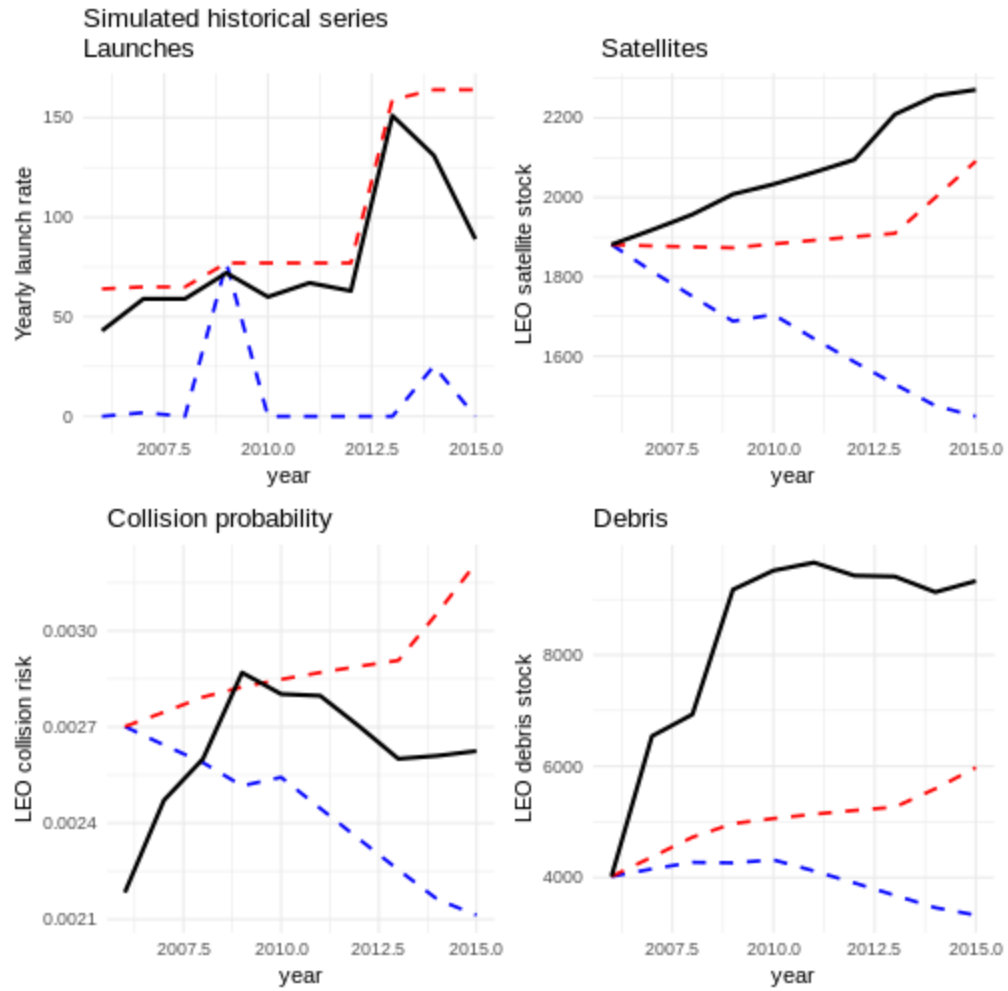 Simulated historical series
Launches
Yearly launch rate
150
100
50
0
2007.5 2010.0 2012.5 2015.0
year
Satellites
LEO satellite stock
2200
2000
1800
1600
2007.5 2010.0 2012.5 2015.0
year
Collision probability
LEO collision risk
0.0030
0.0027
0.0024
0.0021
2007.5 2010.0 2012.5 2015.0
year
Debris
LEO debris stock
8000
6000
4000
2007.5 2010.0 2012.5 2015.0
year